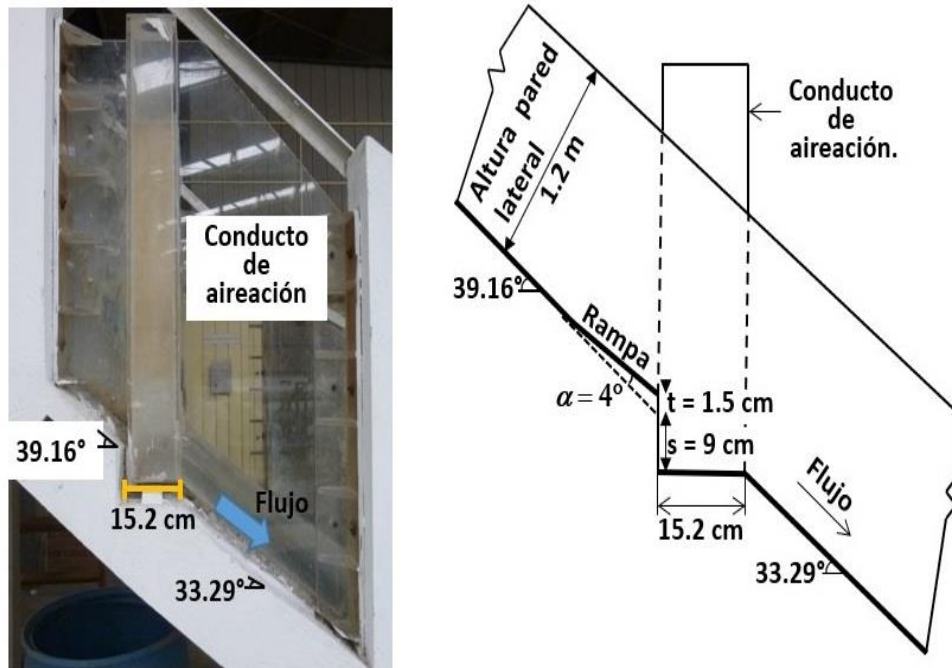 Conducto
de
aireación
39.16°
15.2 cm
Flujo
33.29°
Altura pared
lateral
1.2 m
Conducto
de
aireación.
39.16°
Rampa
α = 4°
t = 1.5 cm
s = 9 cm
15.2 cm
Flujo
33.29°